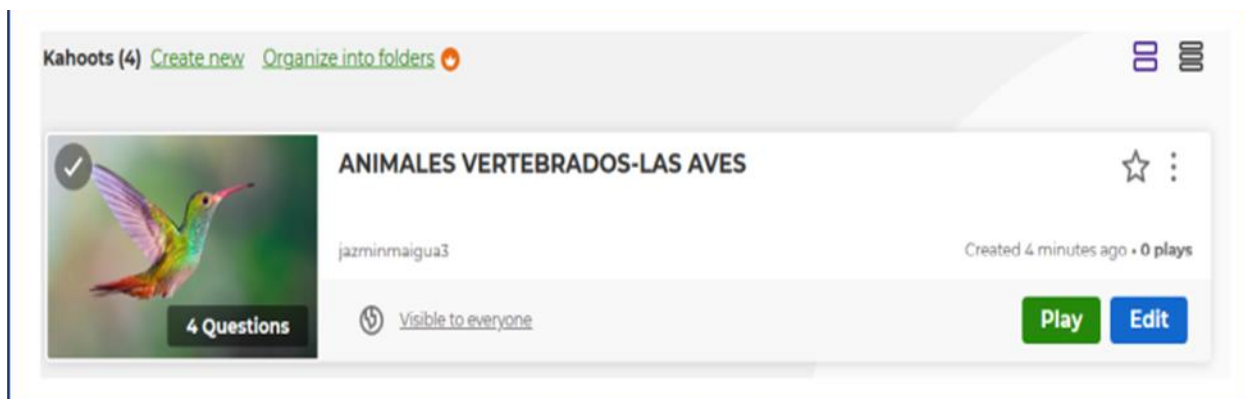 Kahoots (4) Create new Organize into folders
ANIMALES VERTEBRADOS-LAS AVES
jazminmaigua3
Created 4 minutes ago • 0 plays
4 Questions
Visible to everyone
Play
Edit